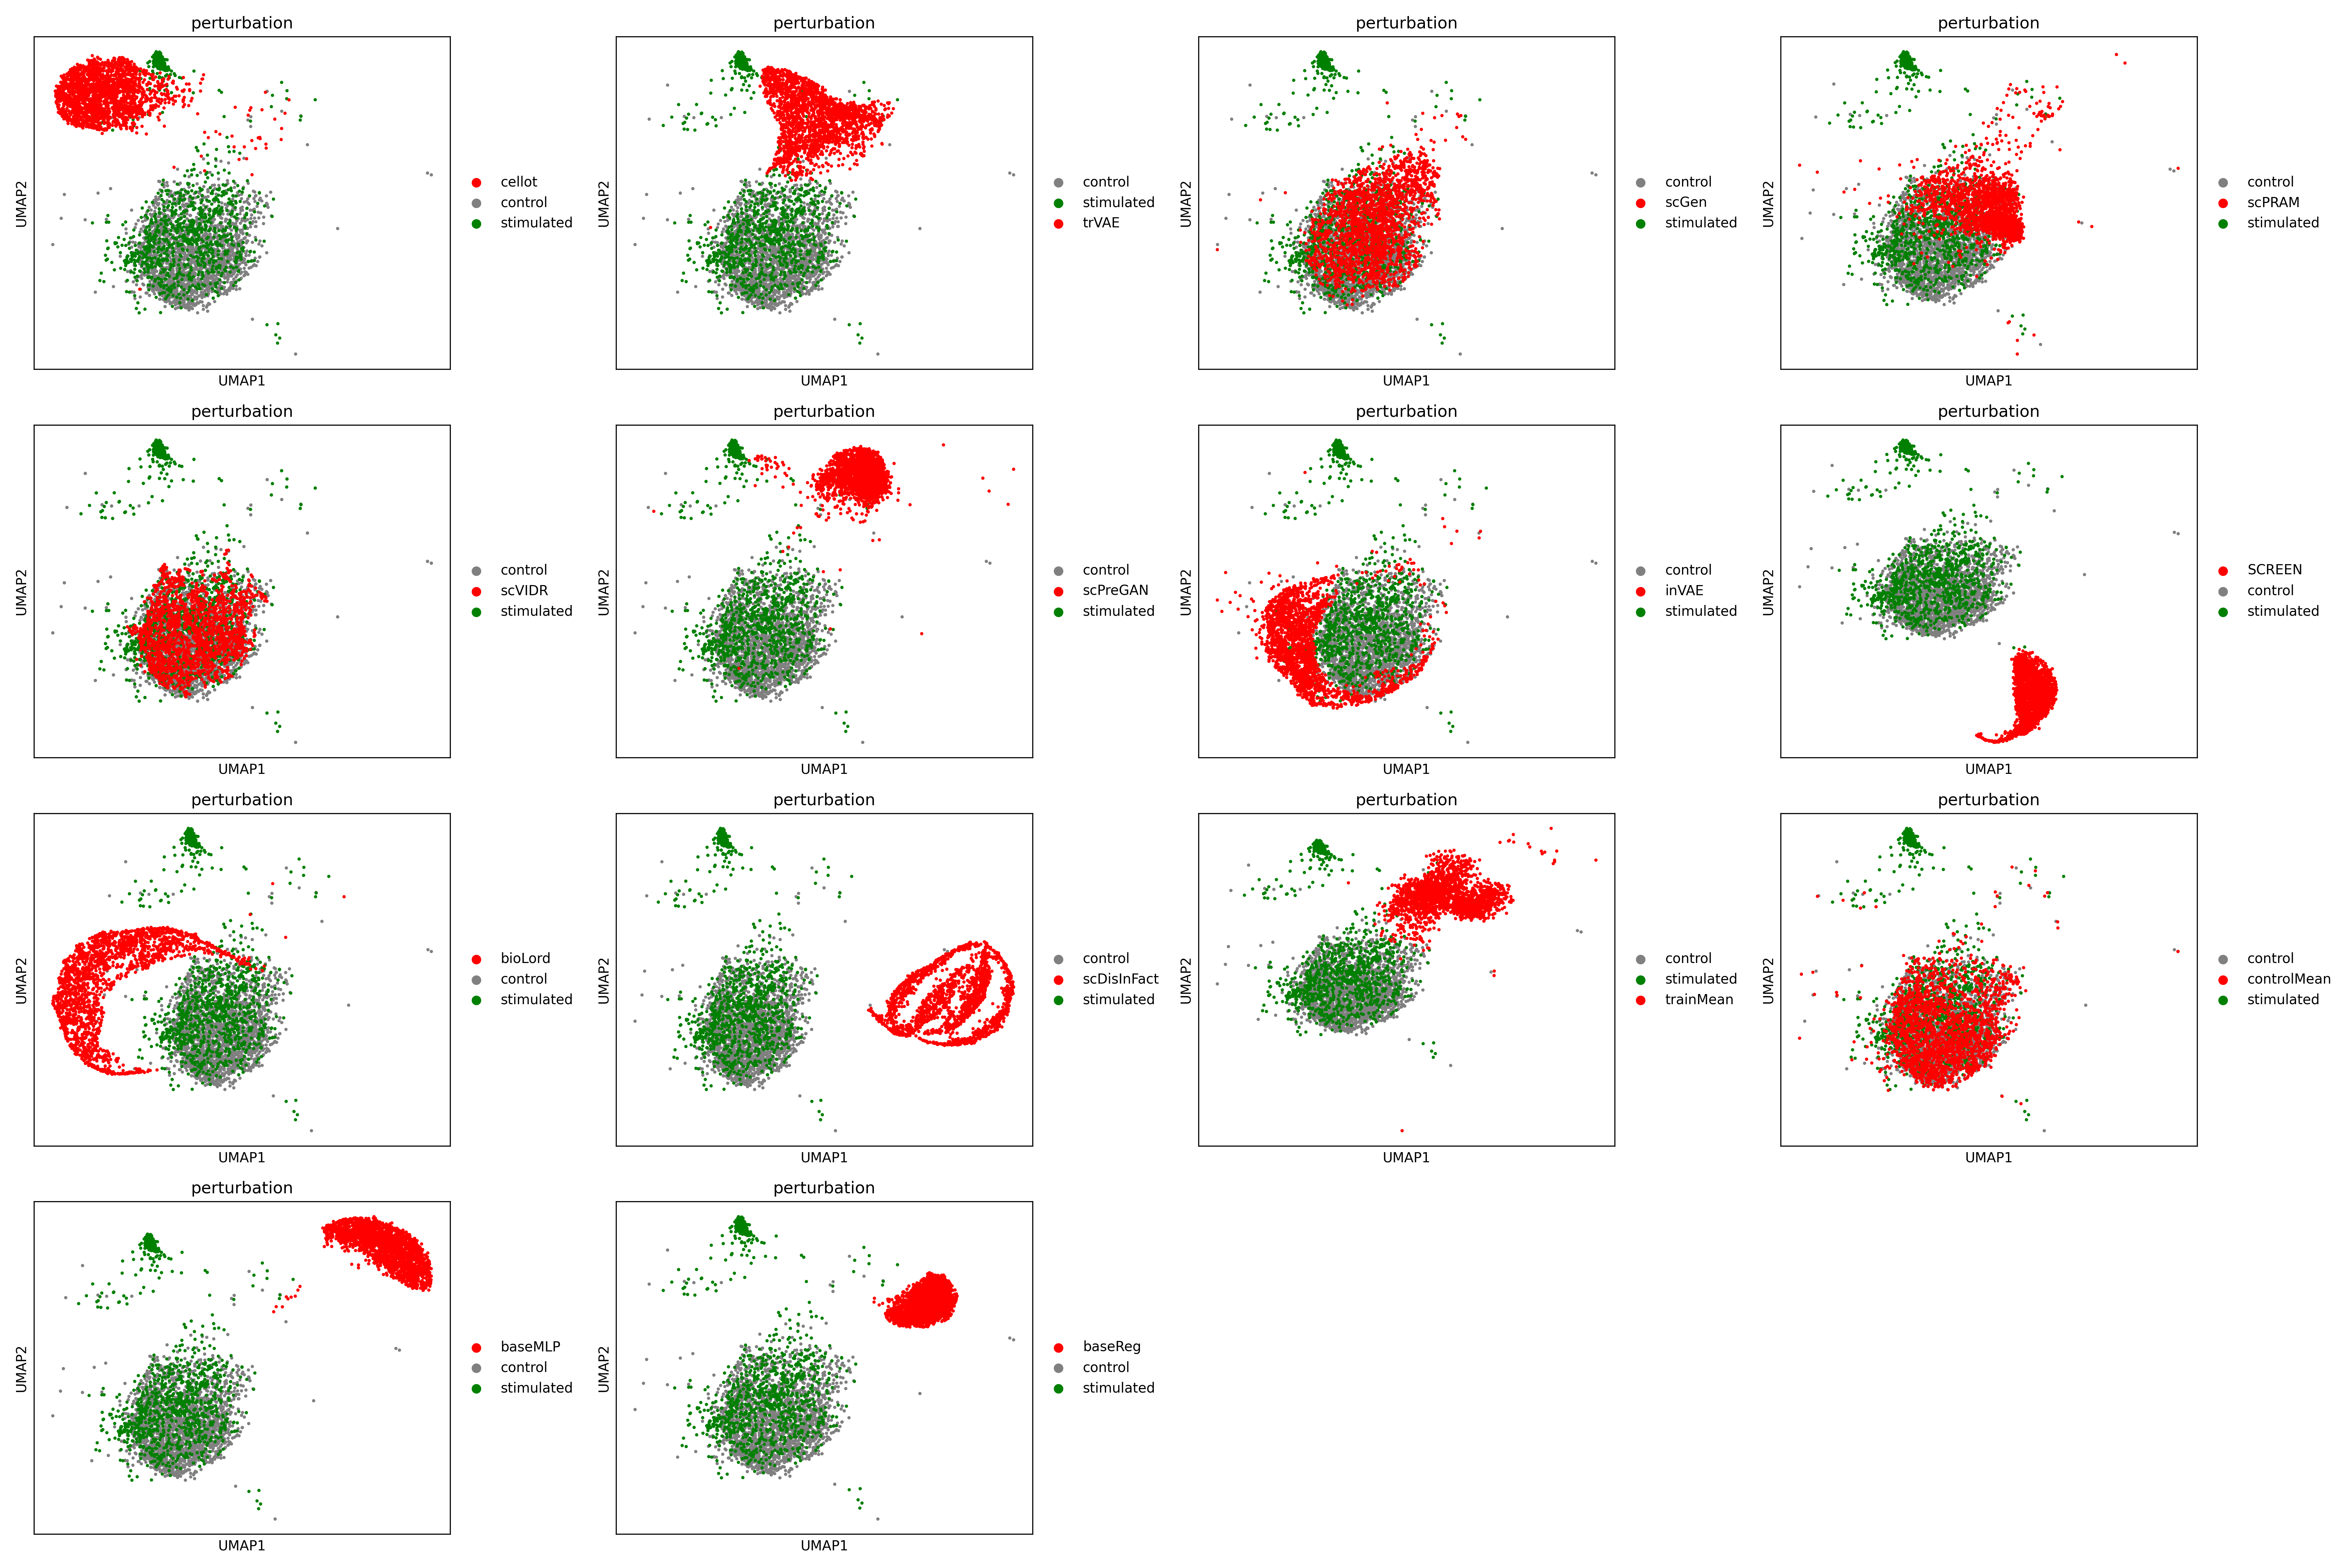 perturbation
UMAP2
UMAP1
cellot
control
stimulated
perturbation
UMAP2
UMAP1
control
stimulated
trVAE
perturbation
UMAP2
UMAP1
control
scGen
stimulated
perturbation
UMAP2
UMAP1
control
scPRAM
stimulated
perturbation
UMAP2
UMAP1
control
scVIDR
stimulated
perturbation
UMAP2
UMAP1
control
scPreGAN
stimulated
perturbation
UMAP2
UMAP1
control
inVAE
stimulated
perturbation
UMAP2
UMAP1
SCREEN
control
stimulated
perturbation
UMAP2
UMAP1
bioLord
control
stimulated
perturbation
UMAP2
UMAP1
control
scDisInFact
stimulated
perturbation
UMAP2
UMAP1
control
stimulated
trainMean
perturbation
UMAP2
UMAP1
control
controlMean
stimulated
perturbation
UMAP2
UMAP1
baseMLP
control
stimulated
perturbation
UMAP2
UMAP1
baseReg
control
stimulated